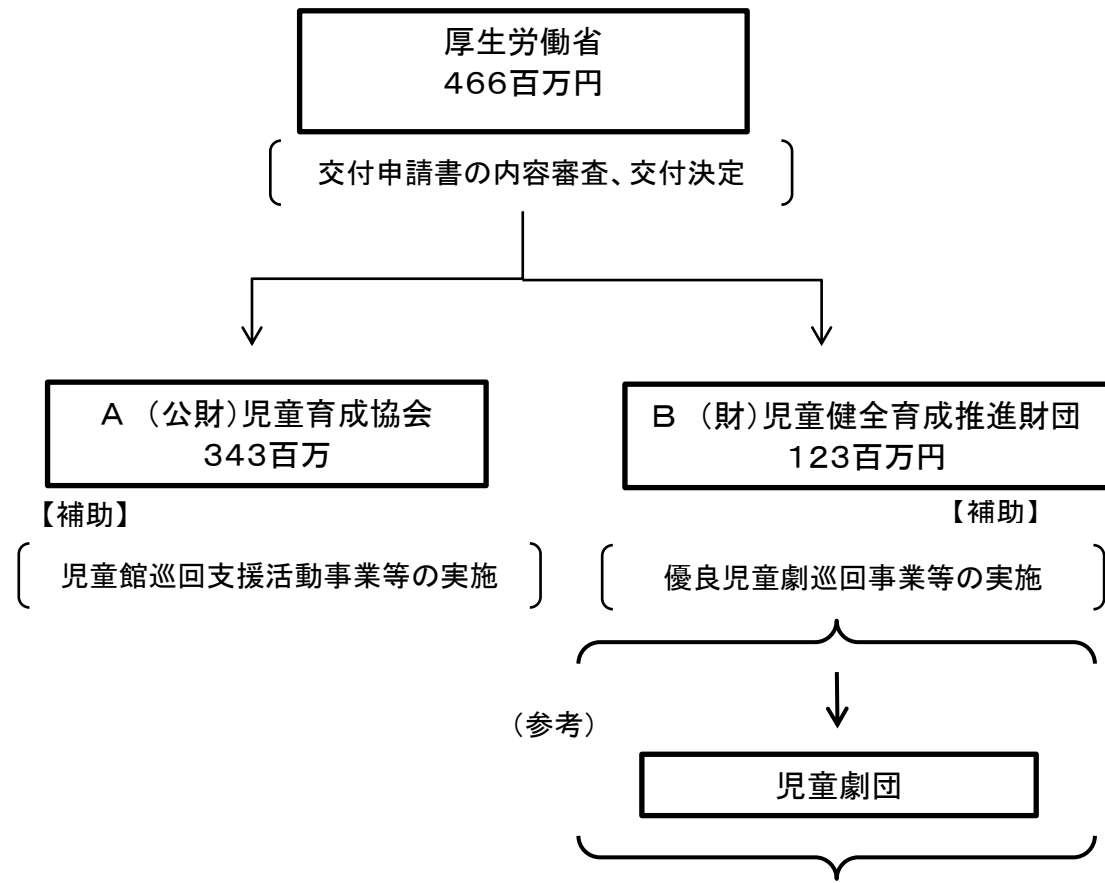 厚生労働省
466百万円
交付申請書の内容審査、交付決定
A (公財)児童育成協会
343百万
B (財)児童健全育成推進財団
123百万円
【補助】
【補助】
児童館巡回支援活動事業等の実施
優良児童劇巡回事業等の実施
(参考)
児童劇団